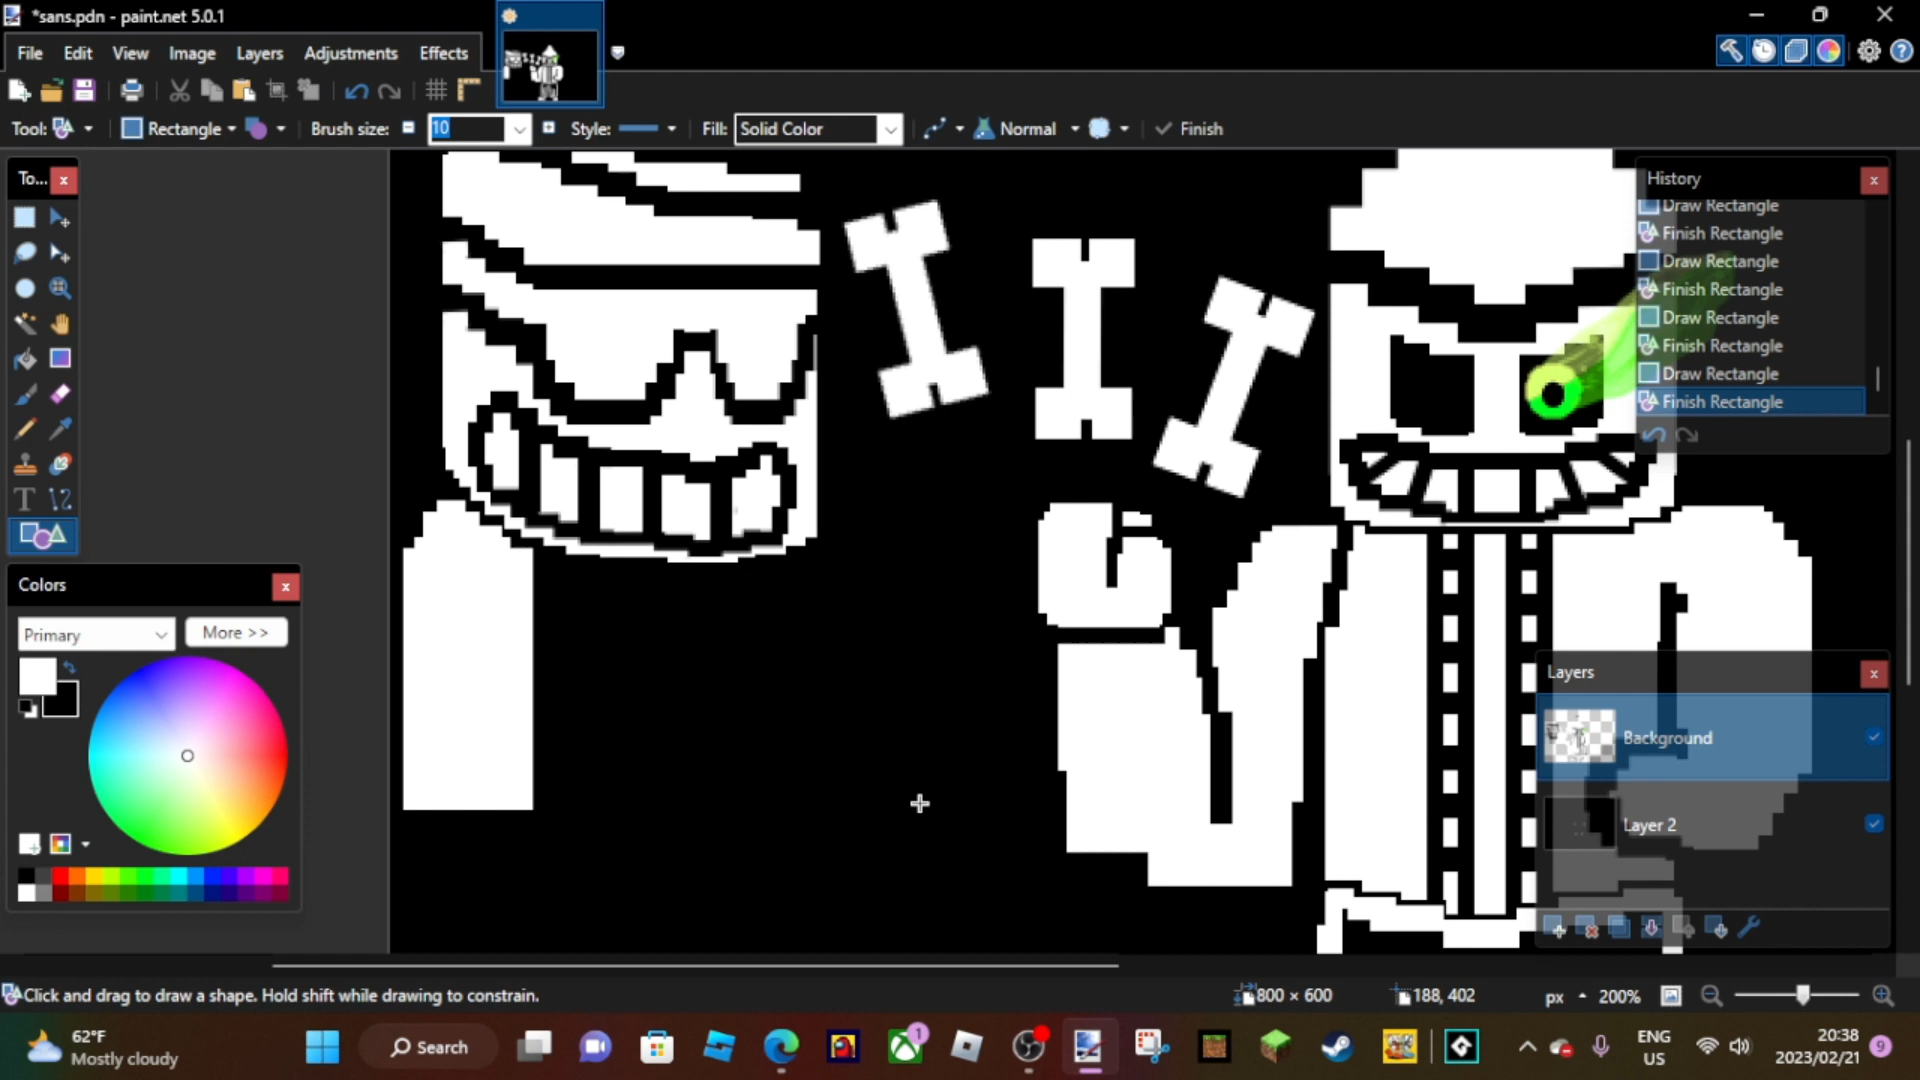 *sans.pdn - paint.net 5.0.1
File Edit View Image Layers Adjustments Effects
Tool: Rectangle Brush size: 10 Style: Fill: Solid Color Normal Finish
To...
History
Draw Rectangle
Finish Rectangle
Draw Rectangle
Finish Rectangle
Draw Rectangle
Finish Rectangle
Draw Rectangle
Finish Rectangle
Colors
Primary
More >>
Layers
Background
Layer 2
Click and drag to draw a shape. Hold shift while drawing to constrain.
800 × 600
188, 402
px
200%
62°F
Mostly cloudy
Search
1
ENG
US
20:38
2023/02/21
9